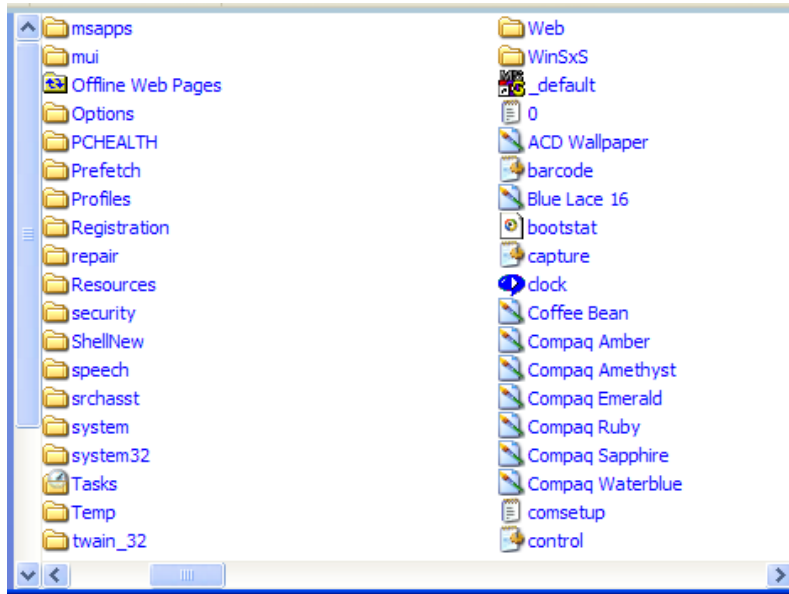 msapps
mui
Offline Web Pages
Options
PCHEALTH
Prefetch
Profiles
Registration
repair
Resources
security
ShellNew
speech
srchasst
system
system32
Tasks
Temp
twain_32
Web
WinSxS
_default
0
ACD Wallpaper
barcode
Blue Lace 16
bootstat
capture
clock
Coffee Bean
Compaq Amber
Compaq Amethyst
Compaq Emerald
Compaq Ruby
Compaq Sapphire
Compaq Waterblue
comsetup
control